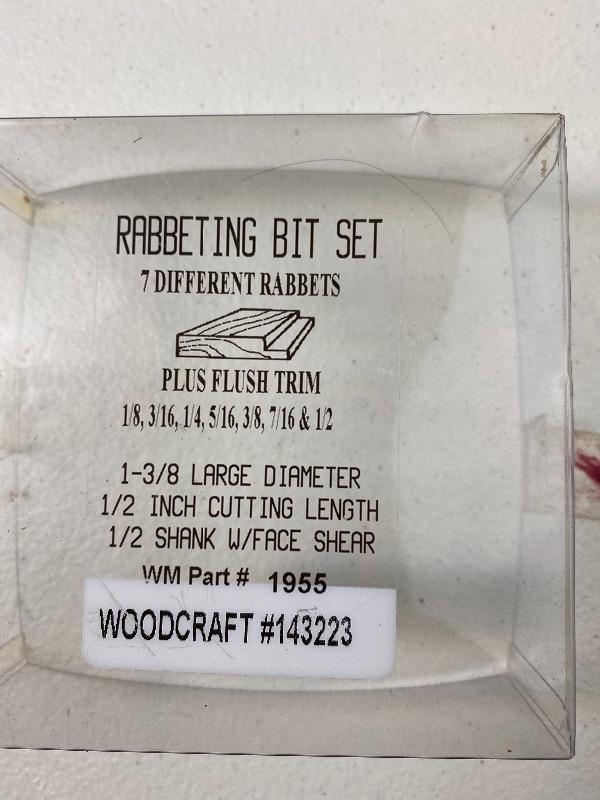 RABBETING BIT SET
7 DIFFERENT RABBETS
PLUS FLUSH TRIM
1/8, 3/16, 1/4, 5/16, 3/8, 7/16 & 1/2
1-3/8 LARGE DIAMETER
1/2 INCH CUTTING LENGTH
1/2 SHANK W/FACE SHEAR
WM Part # 1955
WOODCRAFT #143223